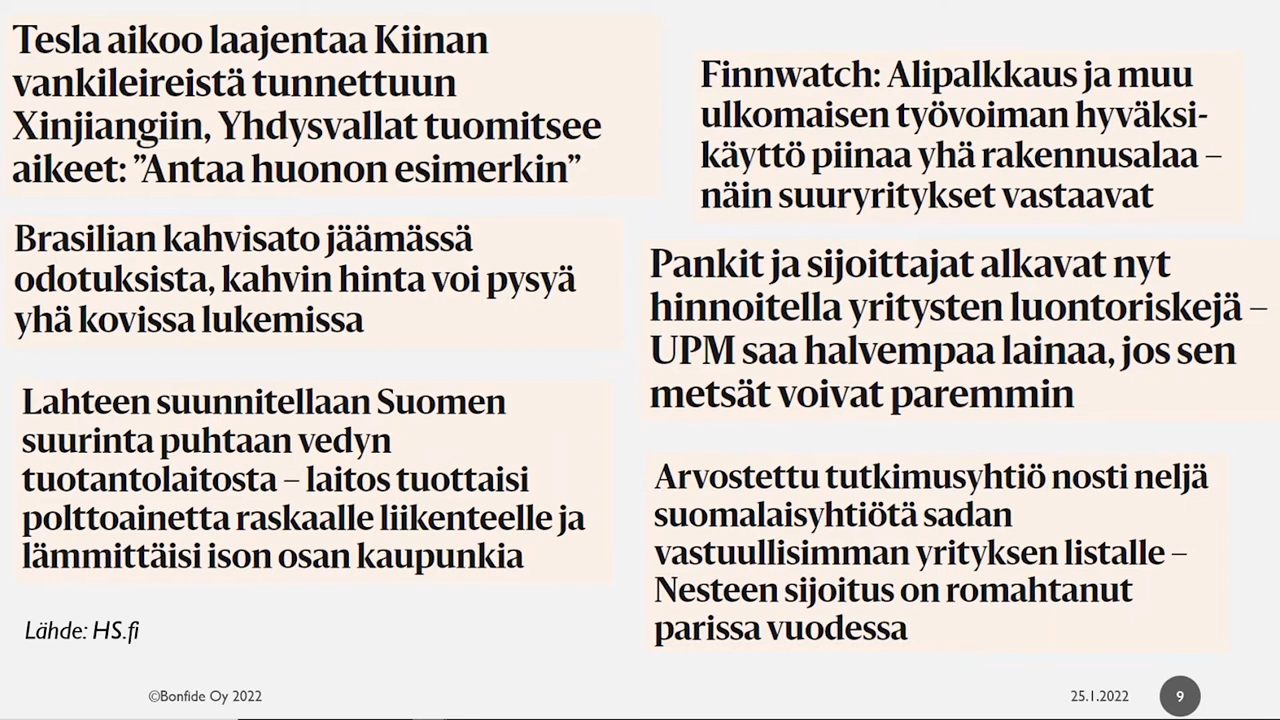 Tesla aikoo laajentaa Kiinan
vankileireistä tunnettuun
Xinjiangiin, Yhdysvallat tuomitsee
aikeet: ”Antaa huonon esimerkin”
Brasilian kahvisato jäämässä
odotuksista, kahvin hinta voi pysyä
yhä kovissa lukemissa
Lahteen suunnitellaan Suomen
suurinta puhtaan vedyn
tuotantolaitosta – laitos tuottaisi
polttoainetta raskaalle liikenteelle ja
lämmittäisi ison osan kaupunkia
Lähde: HS.fi
Finnwatch: Alipalkkaus ja muu
ulkomaisen työvoiman hyväksi-
käyttö piinaa yhä rakennusalaa –
näin suuryritykset vastaavat
Pankit ja sijoittajat alkavat nyt
hinnoitella yritysten luontoriskejä –
UPM saa halvempaa lainaa, jos sen
metsät voivat paremmin
Arvostettu tutkimusyhtiö nosti neljä
suomalaisyhtiötä sadan
vastuullisimman yrityksen listalle –
Nesteen sijoitus on romahtanut
parissa vuodessa
©Bonfide Oy 2022
25.1.2022
9